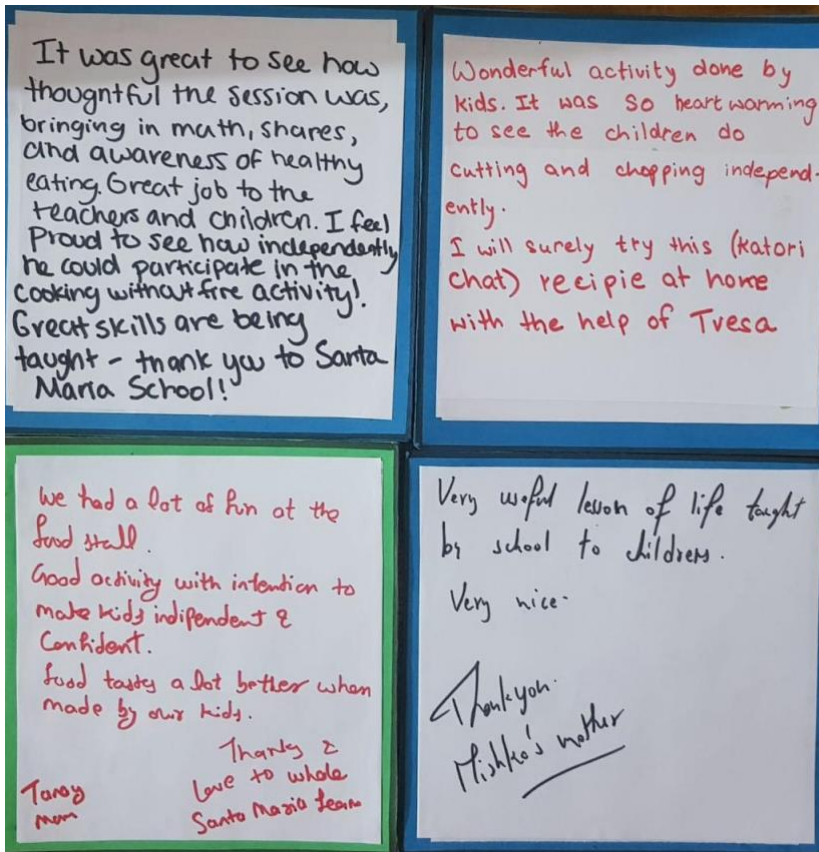 It was great to see how
thoughtful the session was,
bringing in math, shares,
and awareness of healthy
eating. Great job to the
teachers and children. I feel
Proud to see how independently
he could participate in the
cooking without fire activity!
Great skills are being
taught - thank you to Santa
Maria School!
Wonderful activity done by
kids. It was so heart warming
to see the children do
cutting and chopping independ-
ently.
I will surely try this (katori
chat) recipie at home
with the help of Tvesa
We had a lot of fun at the
food stall.
Good activity with intention to
make kids indipendent &
Confident.
food tasty a lot better when
made by our kids.
Thanks &
Love to whole
Santa Maria team
Tanay
mom
Very useful lesson of life taught
by school to childrens.
Very nice.
Thankyou.
Mishka's mother